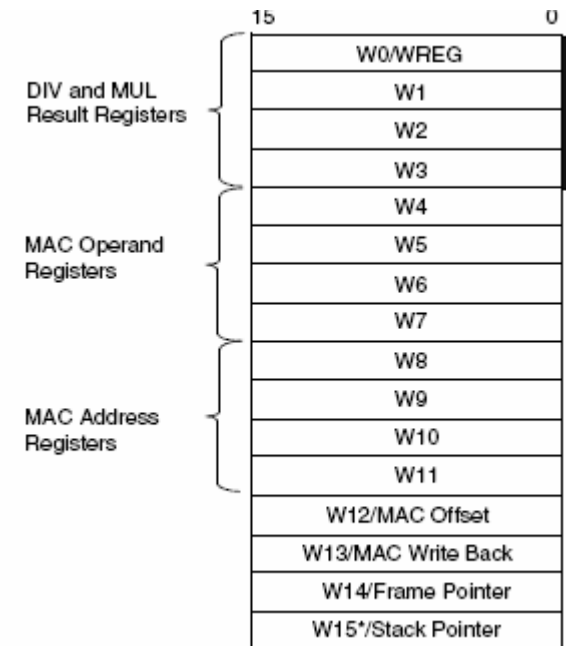 15 0
W0/WREG
DIV and MUL
Result Registers
W1
W2
W3
W4
MAC Operand
Registers
W5
W6
W7
W8
MAC Address
Registers
W9
W10
W11
W12/MAC Offset
W13/MAC Write Back
W14/Frame Pointer
W15*/Stack Pointer